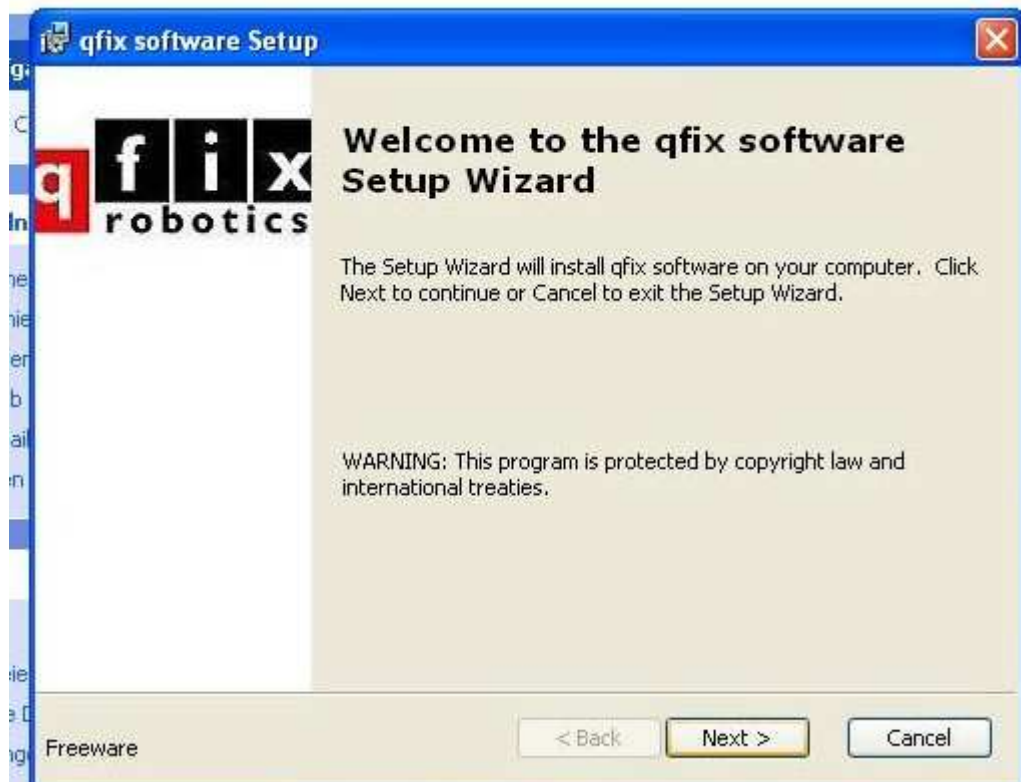 qfix software Setup
q f i x
robotics
Welcome to the qfix software
Setup Wizard
The Setup Wizard will install qfix software on your computer. Click
Next to continue or Cancel to exit the Setup Wizard.
WARNING: This program is protected by copyright law and
international treaties.
Freeware
< Back
Next >
Cancel